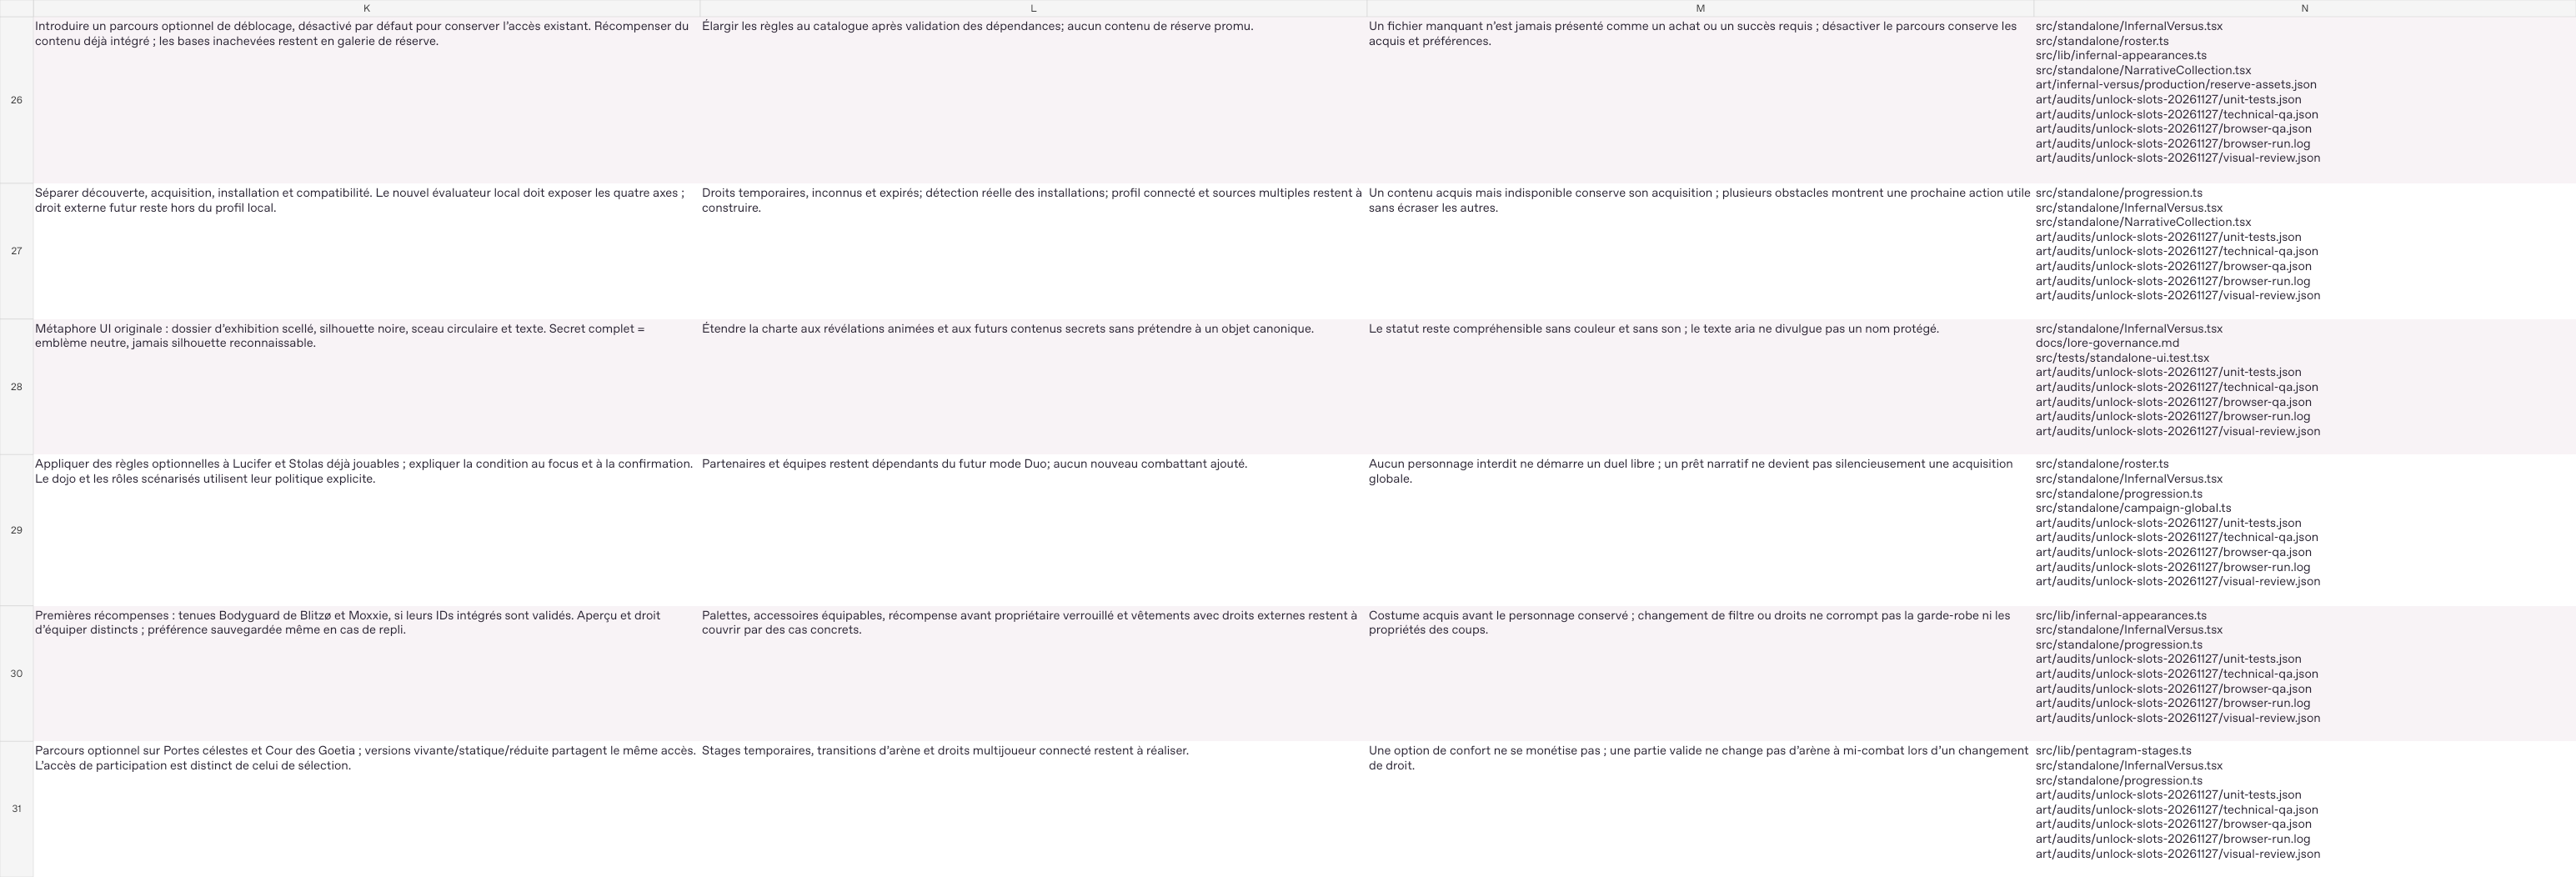 K
L
M
N
26
Introduire un parcours optionnel de déblocage, désactivé par défaut pour conserver l’accès existant. Récompenser du
contenu déjà intégré ; les bases inachevées restent en galerie de réserve.
Élargir les règles au catalogue après validation des dépendances; aucun contenu de réserve promu.
Un fichier manquant n’est jamais présenté comme un achat ou un succès requis ; désactiver le parcours conserve les
acquis et préférences.
src/standalone/InfernalVersus.tsx
src/standalone/roster.ts
src/lib/infernal-appearances.ts
src/standalone/NarrativeCollection.tsx
art/infernal-versus/production/reserve-assets.json
art/audits/unlock-slots-20261127/unit-tests.json
art/audits/unlock-slots-20261127/technical-qa.json
art/audits/unlock-slots-20261127/browser-qa.json
art/audits/unlock-slots-20261127/browser-run.log
art/audits/unlock-slots-20261127/visual-review.json
27
Séparer découverte, acquisition, installation et compatibilité. Le nouvel évaluateur local doit exposer les quatre axes ;
droit externe futur reste hors du profil local.
Droits temporaires, inconnus et expirés; détection réelle des installations; profil connecté et sources multiples restent à
construire.
Un contenu acquis mais indisponible conserve son acquisition ; plusieurs obstacles montrent une prochaine action utile
sans écraser les autres.
src/standalone/progression.ts
src/standalone/InfernalVersus.tsx
src/standalone/NarrativeCollection.tsx
art/audits/unlock-slots-20261127/unit-tests.json
art/audits/unlock-slots-20261127/technical-qa.json
art/audits/unlock-slots-20261127/browser-qa.json
art/audits/unlock-slots-20261127/browser-run.log
art/audits/unlock-slots-20261127/visual-review.json
28
Métaphore UI originale : dossier d’exhibition scellé, silhouette noire, sceau circulaire et texte. Secret complet =
emblème neutre, jamais silhouette reconnaissable.
Étendre la charte aux révélations animées et aux futurs contenus secrets sans prétendre à un objet canonique.
Le statut reste compréhensible sans couleur et sans son ; le texte aria ne divulgue pas un nom protégé.
src/standalone/InfernalVersus.tsx
docs/lore-governance.md
src/tests/standalone-ui.test.tsx
art/audits/unlock-slots-20261127/unit-tests.json
art/audits/unlock-slots-20261127/technical-qa.json
art/audits/unlock-slots-20261127/browser-qa.json
art/audits/unlock-slots-20261127/browser-run.log
art/audits/unlock-slots-20261127/visual-review.json
29
Appliquer des règles optionnelles à Lucifer et Stolas déjà jouables ; expliquer la condition au focus et à la confirmation.
Le dojo et les rôles scénarisés utilisent leur politique explicite.
Partenaires et équipes restent dépendants du futur mode Duo; aucun nouveau combattant ajouté.
Aucun personnage interdit ne démarre un duel libre ; un prêt narratif ne devient pas silencieusement une acquisition
globale.
src/standalone/roster.ts
src/standalone/InfernalVersus.tsx
src/standalone/progression.ts
src/standalone/campaign-global.ts
art/audits/unlock-slots-20261127/unit-tests.json
art/audits/unlock-slots-20261127/technical-qa.json
art/audits/unlock-slots-20261127/browser-qa.json
art/audits/unlock-slots-20261127/browser-run.log
art/audits/unlock-slots-20261127/visual-review.json
30
Premières récompenses : tenues Bodyguard de Blitzø et Moxxie, si leurs IDs intégrés sont validés. Aperçu et droit
d’équiper distincts ; préférence sauvegardée même en cas de repli.
Palettes, accessoires équipables, récompense avant propriétaire verrouillé et vêtements avec droits externes restent à
couvrir par des cas concrets.
Costume acquis avant le personnage conservé ; changement de filtre ou droits ne corrompt pas la garde-robe ni les
propriétés des coups.
src/lib/infernal-appearances.ts
src/standalone/InfernalVersus.tsx
src/standalone/progression.ts
art/audits/unlock-slots-20261127/unit-tests.json
art/audits/unlock-slots-20261127/technical-qa.json
art/audits/unlock-slots-20261127/browser-qa.json
art/audits/unlock-slots-20261127/browser-run.log
art/audits/unlock-slots-20261127/visual-review.json
31
Parcours optionnel sur Portes célestes et Cour des Goetia ; versions vivante/statique/réduite partagent le même accès.
L’accès de participation est distinct de celui de sélection.
Stages temporaires, transitions d’arène et droits multijoueur connecté restent à réaliser.
Une option de confort ne se monétise pas ; une partie valide ne change pas d’arène à mi-combat lors d’un changement
de droit.
src/lib/pentagram-stages.ts
src/standalone/InfernalVersus.tsx
src/standalone/progression.ts
art/audits/unlock-slots-20261127/unit-tests.json
art/audits/unlock-slots-20261127/technical-qa.json
art/audits/unlock-slots-20261127/browser-qa.json
art/audits/unlock-slots-20261127/browser-run.log
art/audits/unlock-slots-20261127/visual-review.json